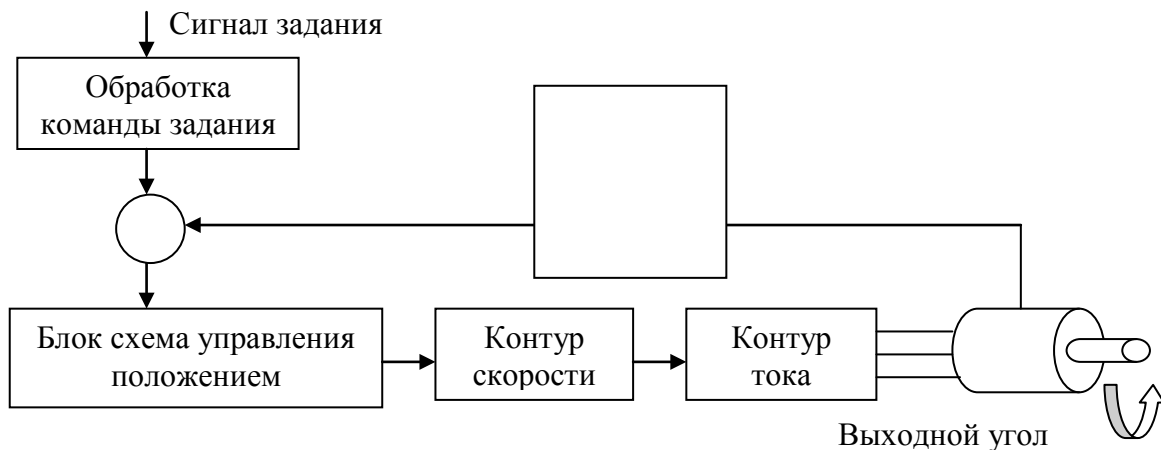 Сигнал задания
Обработка
команды задания
Блок схема управления
положением
Контур
скорости
Контур
тока
Выходной угол